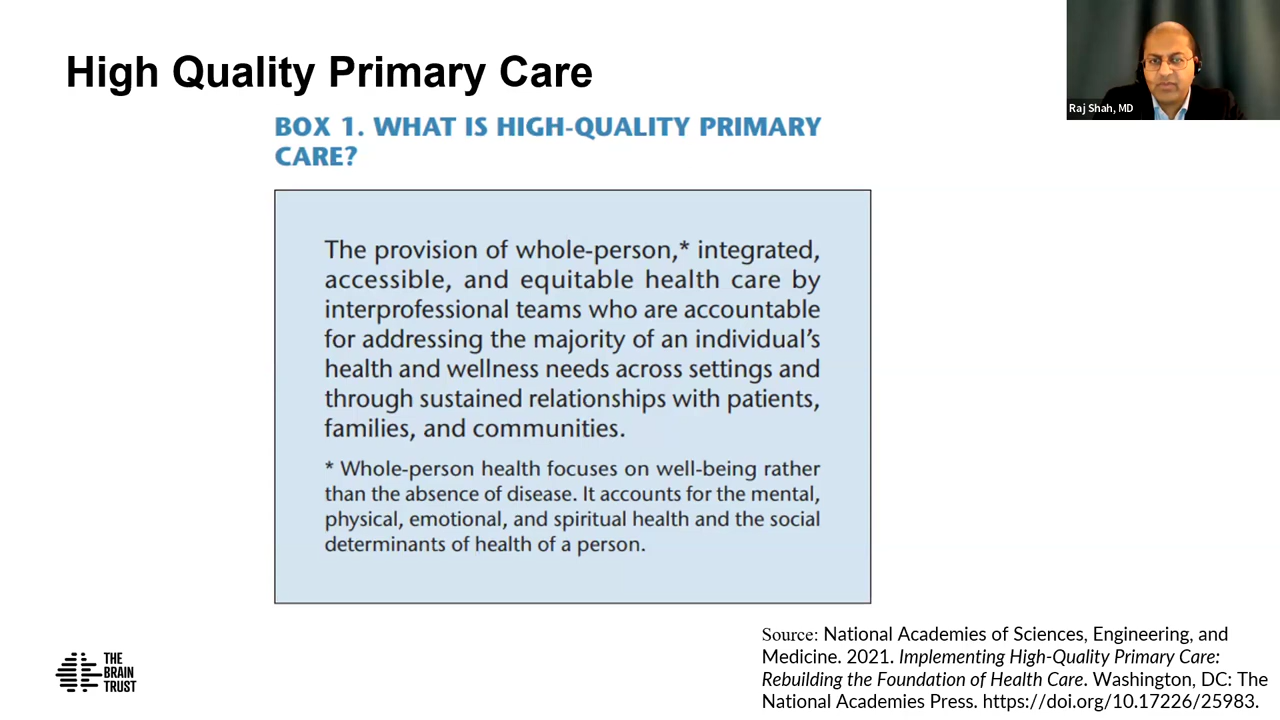 High Quality Primary Care
Raj Shah, MD
BOX 1. WHAT IS HIGH-QUALITY PRIMARY
CARE?
The provision of whole-person,* integrated,
accessible, and equitable health care by
interprofessional teams who are accountable
for addressing the majority of an individual’s
health and wellness needs across settings and
through sustained relationships with patients,
families, and communities.
* Whole-person health focuses on well-being rather
than the absence of disease. It accounts for the mental,
physical, emotional, and spiritual health and the social
determinants of health of a person.
Source: National Academies of Sciences, Engineering, and
Medicine. 2021. Implementing High-Quality Primary Care:
Rebuilding the Foundation of Health Care. Washington, DC: The
National Academies Press. https://doi.org/10.17226/25983.
THE
BRAIN
TRUST